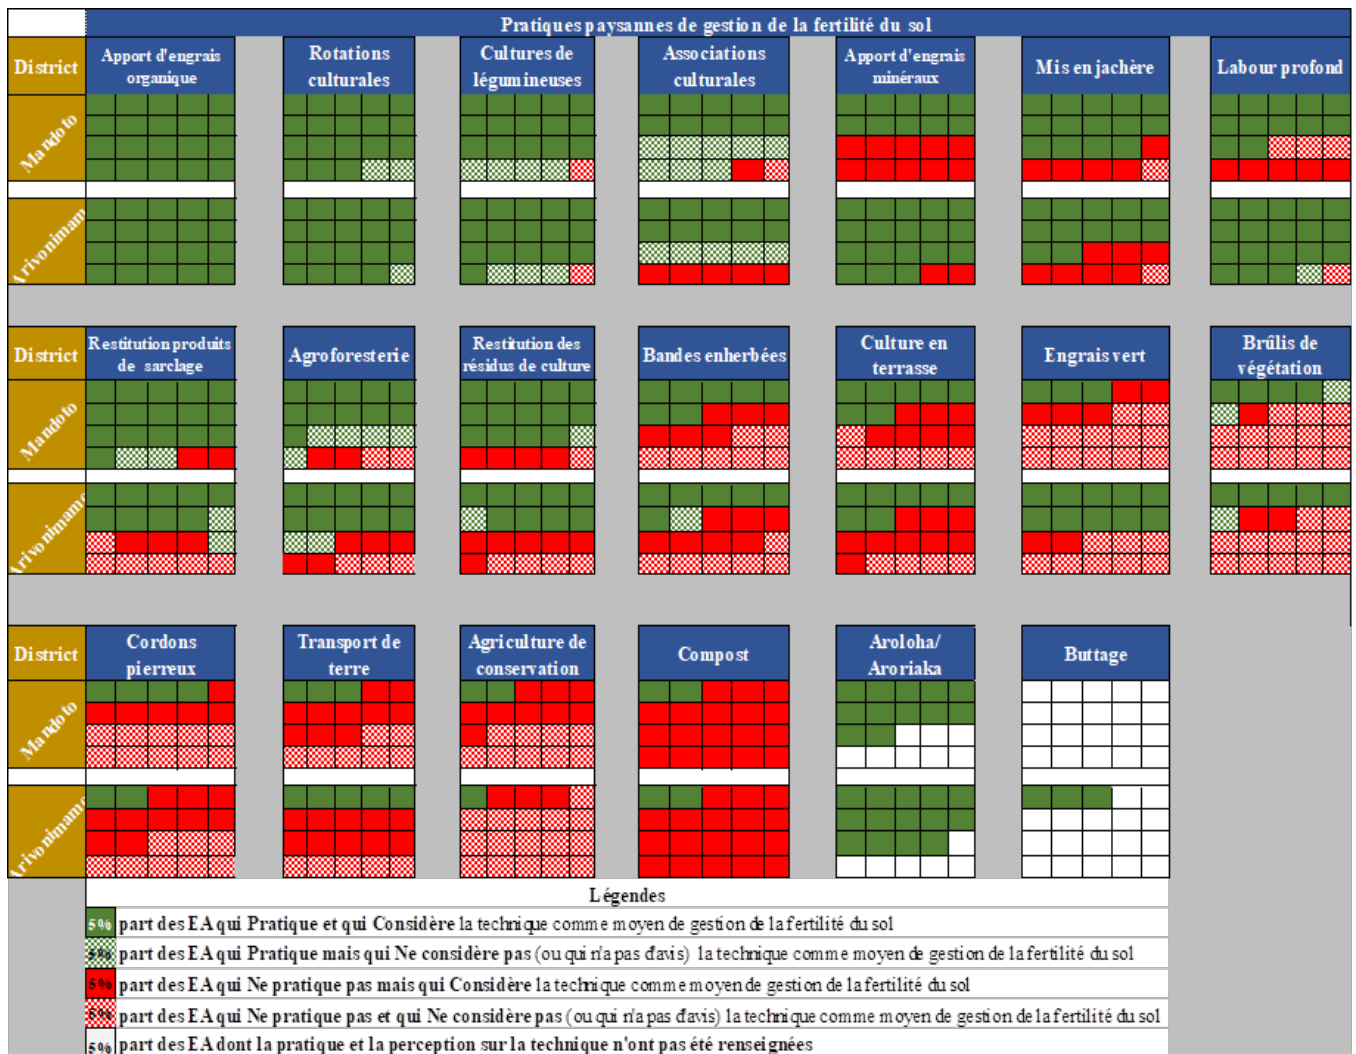 Pratiques paysannes de gestion de la fertilité du sol
District
Apport d'engrais
organique
Rotations
culturales
Cultures de
légumineuses
Associations
culturales
Apport d'engrais
minéraux
Mis en jachère
Labour profond
Mandoto
Arivonimam
District
Restitution produits
de sarclage
Agroforesterie
Restitution des
résidus de culture
Bandes enherbées
Culture en
terrasse
Engrais vert
Brûlis de
végétation
Mandoto
Arivonimamo
District
Cordons
pierreux
Transport de
terre
Agriculture de
conservation
Compost
Aroloha/
Aroriaka
Buttage
Mandoto
Arivonimamo
Légendes
5% part des EA qui Pratique et qui Considère la technique comme moyen de gestion de la fertilité du sol
5% part des EA qui Pratique mais qui Ne considère pas (ou qui n'a pas d'avis) la technique comme moyen de gestion de la fertilité du sol
5% part des EA qui Ne pratique pas mais qui Considère la technique comme moyen de gestion de la fertilité du sol
5% part des EA qui Ne pratique pas et qui Ne considère pas (ou qui n'a pas d'avis) la technique comme moyen de gestion de la fertilité du sol
5% part des EA dont la pratique et la perception sur la technique n'ont pas été renseignées